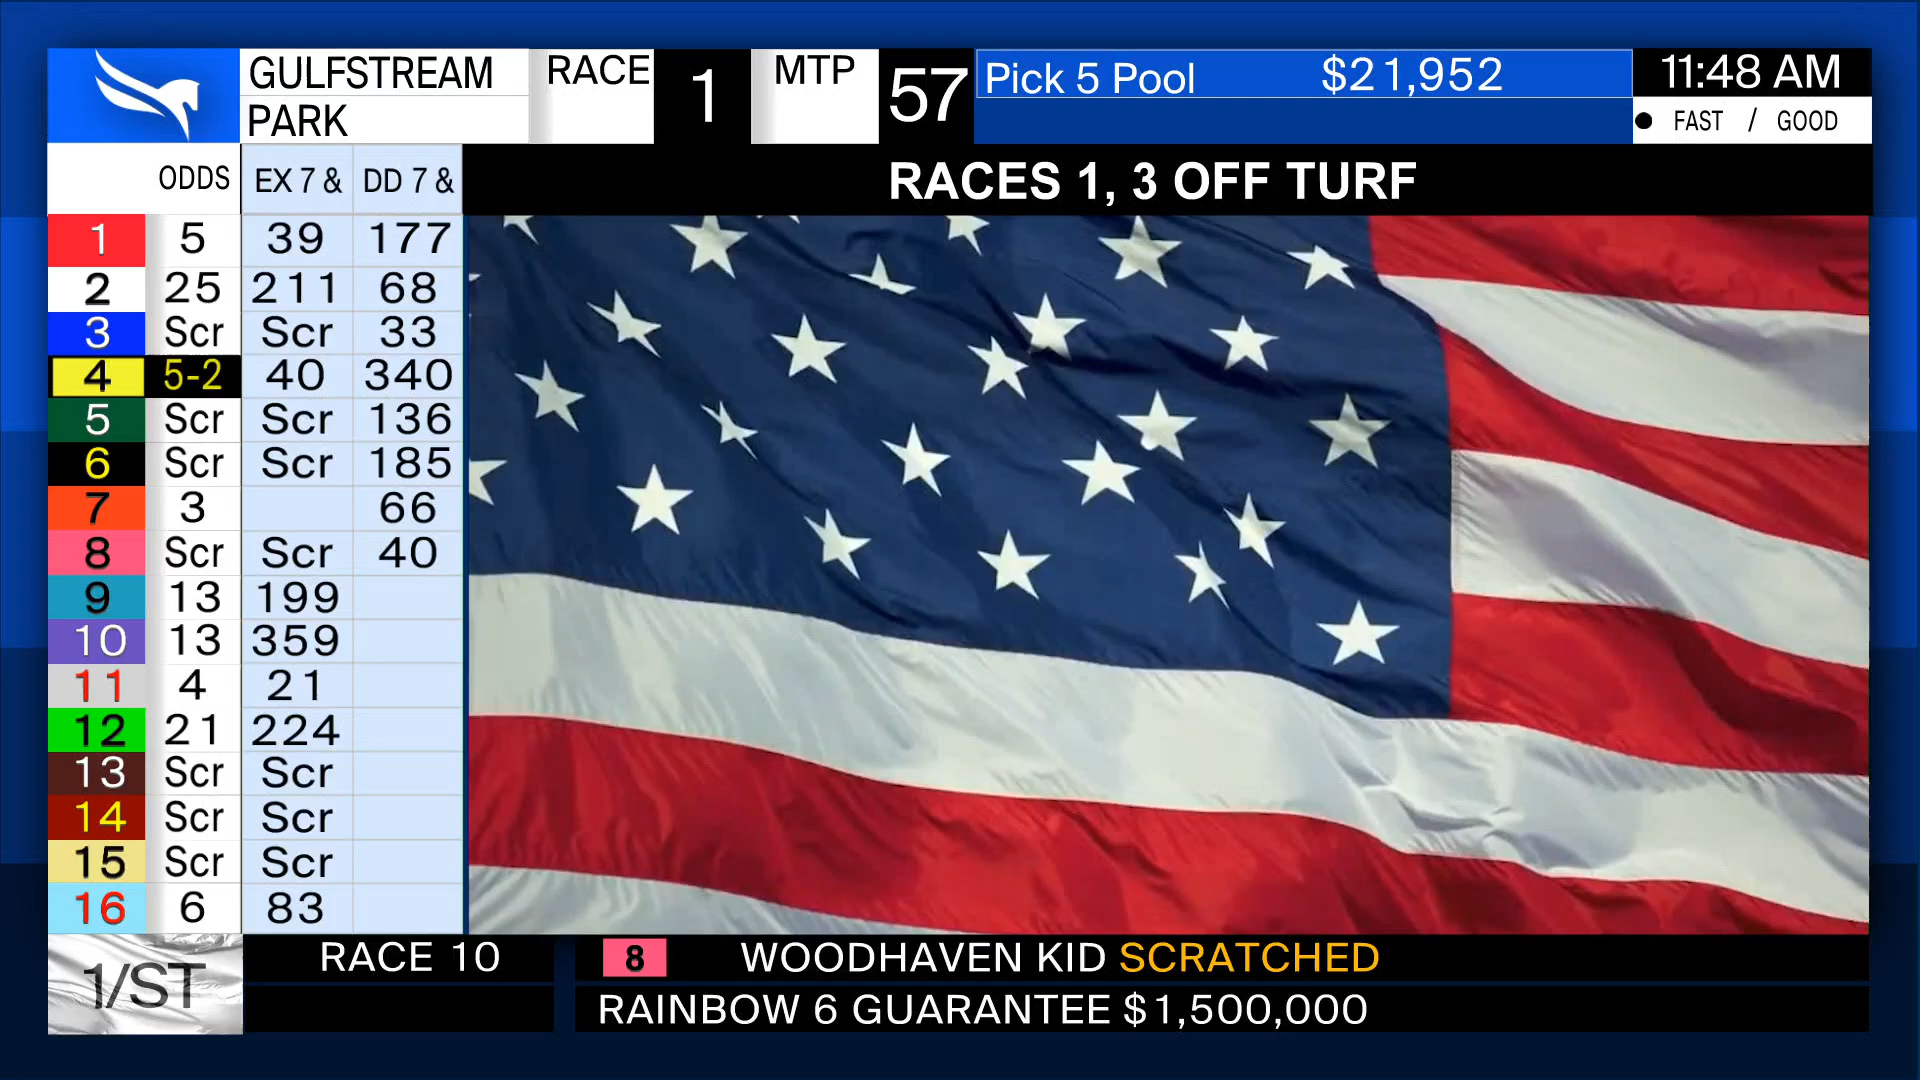 GULFSTREAM PARK RACE 1 MTP 57 Pick 5 Pool $21,952 11:48 AM
FAST / GOOD
RACES 1, 3 OFF TURF
ODDS EX 7 & DD 7 &
1 5 39 177
2 25 211 68
3 Scr Scr 33
4 5-2 40 340
5 Scr Scr 136
6 Scr Scr 185
7 3 66
8 Scr Scr 40
9 13 199
10 13 359
11 4 21
12 21 224
13 Scr Scr
14 Scr Scr
15 Scr Scr
16 6 83
1/ST
RACE 10 8 WOODHAVEN KID SCRATCHED
RAINBOW 6 GUARANTEE $1,500,000